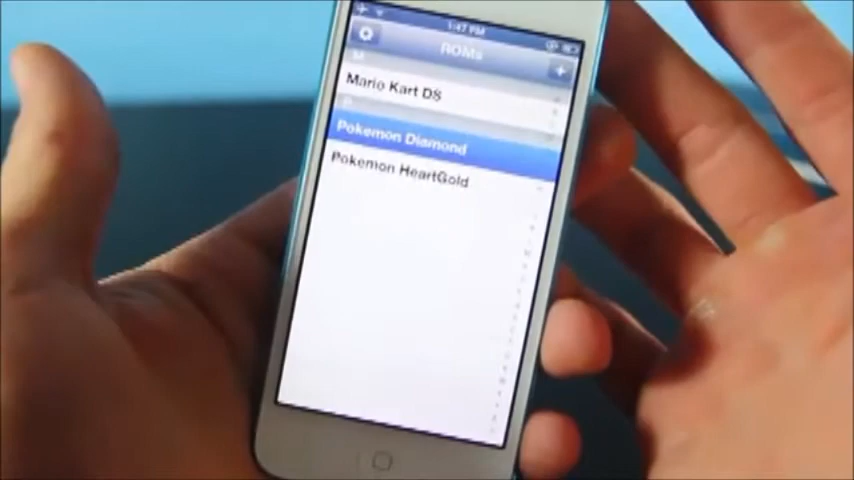 1:47 PM
ROMs
M
Mario Kart DS
P
Pokemon Diamond
Pokemon HeartGold